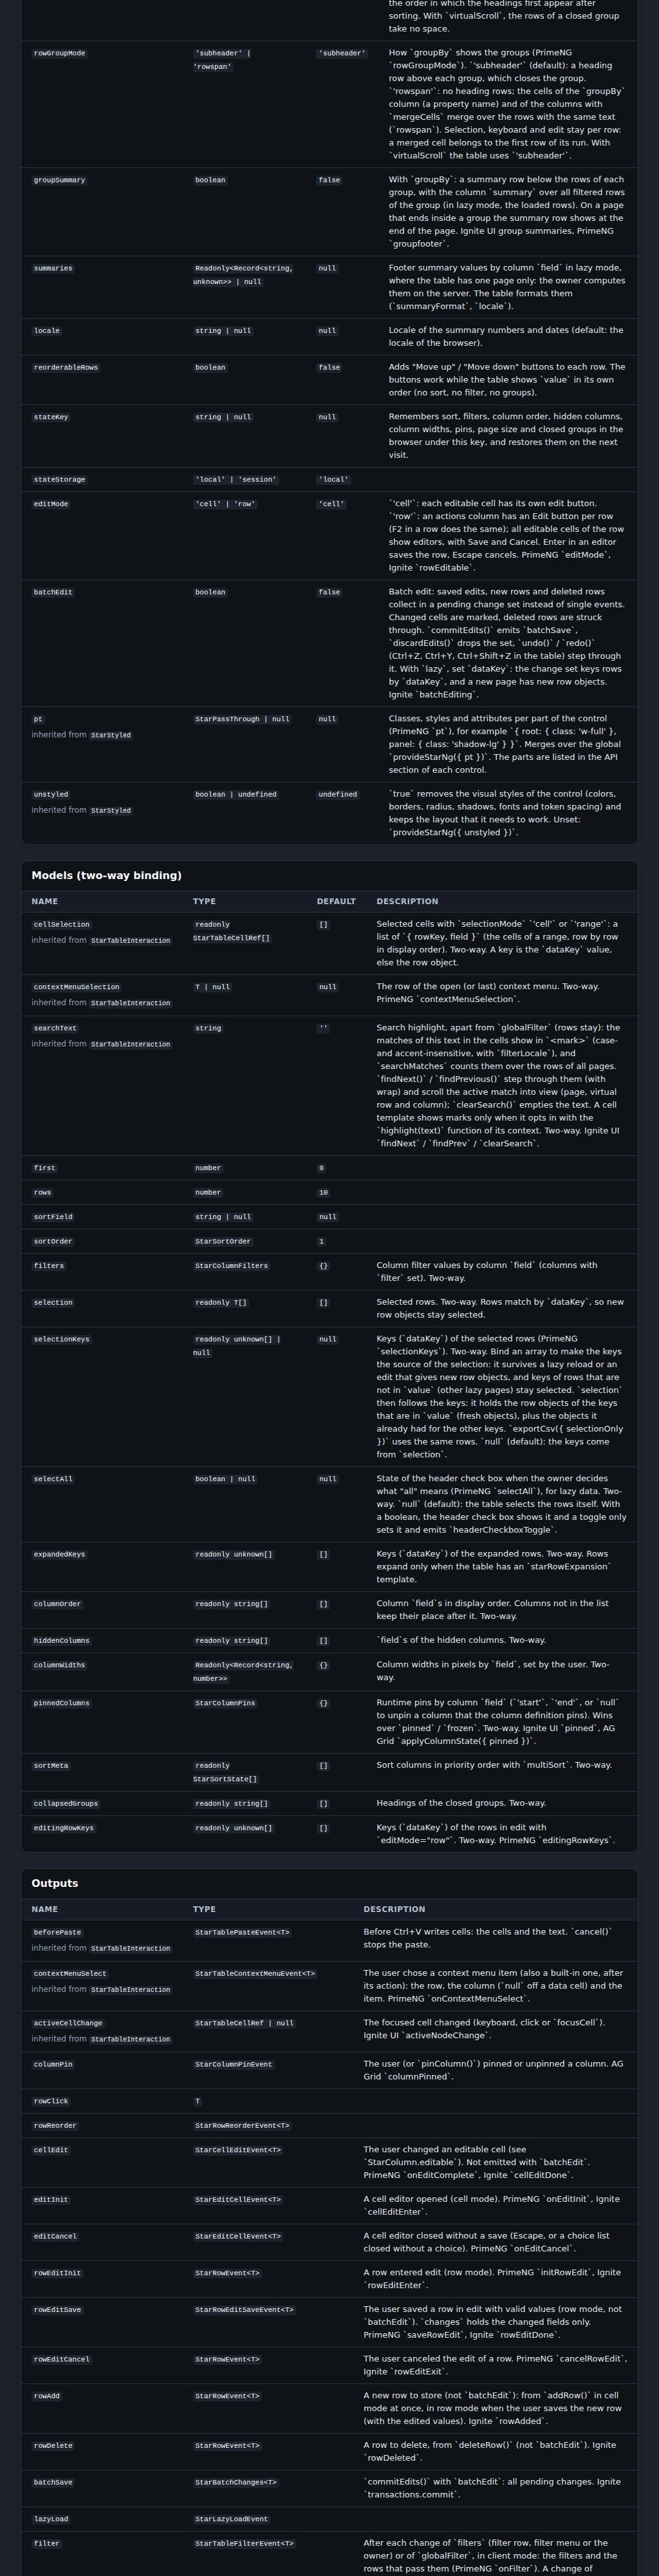 the order in which the headings first appear after
sorting. With `virtualScroll`, the rows of a closed group
take no space.
rowGroupMode 'subheader' | 'rowspan' 'subheader' How `groupBy` shows the groups (PrimeNG
`rowGroupMode`). `'subheader'` (default): a heading
row above each group, which closes the group.
`'rowspan'`: no heading rows; the cells of the `groupBy`
column (a property name) and of the columns with
`mergeCells` merge over the rows with the same text
(`rowspan`). Selection, keyboard and edit stay per row:
a merged cell belongs to the first row of its run. With
`virtualScroll` the table uses `'subheader'`.
groupSummary boolean false With `groupBy`: a summary row below the rows of each
group, with the column `summary` over all filtered rows
of the group (in lazy mode, the loaded rows). On a page
that ends inside a group the summary row shows at the
end of the page. Ignite UI group summaries, PrimeNG
`groupfooter`.
summaries Readonly<Record<string, unknown>> | null null Footer summary values by column `field` in lazy mode,
where the table has one page only: the owner computes
them on the server. The table formats them
(`summaryFormat`, `locale`).
locale string | null null Locale of the summary numbers and dates (default: the
locale of the browser).
reorderableRows boolean false Adds "Move up" / "Move down" buttons to each row. The
buttons work while the table shows `value` in its own
order (no sort, no filter, no groups).
stateKey string | null null Remembers sort, filters, column order, hidden columns,
column widths, pins, page size and closed groups in the
browser under this key, and restores them on the next
visit.
stateStorage 'local' | 'session' 'local'
editMode 'cell' | 'row' 'cell' `'cell'`: each editable cell has its own edit button.
`'row'`: an actions column has an Edit button per row
(F2 in a row does the same); all editable cells of the row
show editors, with Save and Cancel. Enter in an editor
saves the row, Escape cancels. PrimeNG `editMode`,
Ignite `rowEditable`.
batchEdit boolean false Batch edit: saved edits, new rows and deleted rows
collect in a pending change set instead of single events.
Changed cells are marked, deleted rows are struck
through. `commitEdits()` emits `batchSave`,
`discardEdits()` drops the set, `undo()` / `redo()`
(Ctrl+Z, Ctrl+Y, Ctrl+Shift+Z in the table) step through
it. With `lazy`, set `dataKey`: the change set keys rows
by `dataKey`, and a new page has new row objects.
Ignite `batchEditing`.
pt StarPassThrough | null null Classes, styles and attributes per part of the control
inherited from StarStyled (PrimeNG `pt`), for example `{ root: { class: 'w-full' },
panel: { class: 'shadow-lg' } }`. Merges over the global
`provideStarNg({ pt })`. The parts are listed in the API
section of each control.
unstyled boolean | undefined undefined `true` removes the visual styles of the control (colors,
inherited from StarStyled borders, radius, shadows, fonts and token spacing) and
keeps the layout that it needs to work. Unset:
`provideStarNg({ unstyled })`.
Models (two-way binding)
NAME TYPE DEFAULT DESCRIPTION
cellSelection readonly StarTableCellRef[] [] Selected cells with `selectionMode` `'cell'` or `'range'`: a
inherited from StarTableInteraction list of `{ rowKey, field }` (the cells of a range, row by row
in display order). Two-way. A key is the `dataKey` value,
else the row object.
contextMenuSelection T | null null The row of the open (or last) context menu. Two-way.
inherited from StarTableInteraction PrimeNG `contextMenuSelection`.
searchText string '' Search highlight, apart from `globalFilter` (rows stay): the
inherited from StarTableInteraction matches of this text in the cells show in `<mark>` (case-
and accent-insensitive, with `filterLocale`), and
`searchMatches` counts them over the rows of all pages.
`findNext()` / `findPrevious()` step through them (with
wrap) and scroll the active match into view (page, virtual
row and column); `clearSearch()` empties the text. A cell
template shows marks only when it opts in with the
`highlight(text)` function of its context. Two-way. Ignite UI
`findNext` / `findPrev` / `clearSearch`.
first number 0
rows number 10
sortField string | null null
sortOrder StarSortOrder 1
filters StarColumnFilters {} Column filter values by column `field` (columns with
`filter` set). Two-way.
selection readonly T[] [] Selected rows. Two-way. Rows match by `dataKey`, so new
row objects stay selected.
selectionKeys readonly unknown[] | null null Keys (`dataKey`) of the selected rows (PrimeNG
`selectionKeys`). Two-way. Bind an array to make the keys
the source of the selection: it survives a lazy reload or an
edit that gives new row objects, and keys of rows that are
not in `value` (other lazy pages) stay selected. `selection`
then follows the keys: it holds the row objects of the keys
that are in `value` (fresh objects), plus the objects it
already had for the other keys. `exportCsv({ selectionOnly
})` uses the same rows. `null` (default): the keys come
from `selection`.
selectAll boolean | null null State of the header check box when the owner decides
what "all" means (PrimeNG `selectAll`), for lazy data. Two-
way. `null` (default): the table selects the rows itself. With
a boolean, the header check box shows it and a toggle only
sets it and emits `headerCheckboxToggle`.
expandedKeys readonly unknown[] [] Keys (`dataKey`) of the expanded rows. Two-way. Rows
expand only when the table has an `starRowExpansion`
template.
columnOrder readonly string[] [] Column `field`s in display order. Columns not in the list
keep their place after it. Two-way.
hiddenColumns readonly string[] [] `field`s of the hidden columns. Two-way.
columnWidths Readonly<Record<string, number>> {} Column widths in pixels by `field`, set by the user. Two-
way.
pinnedColumns StarColumnPins {} Runtime pins by column `field` (`'start'`, `'end'`, or `null`
to unpin a column that the column definition pins). Wins
over `pinned` / `frozen`. Two-way. Ignite UI `pinned`, AG
Grid `applyColumnState({ pinned })`.
sortMeta readonly StarSortState[] [] Sort columns in priority order with `multiSort`. Two-way.
collapsedGroups readonly string[] [] Headings of the closed groups. Two-way.
editingRowKeys readonly unknown[] [] Keys (`dataKey`) of the rows in edit with
`editMode="row"`. Two-way. PrimeNG `editingRowKeys`.
Outputs
NAME TYPE DESCRIPTION
beforePaste StarTablePasteEvent<T> Before Ctrl+V writes cells: the cells and the text. `cancel()`
inherited from StarTableInteraction stops the paste.
contextMenuSelect StarTableContextMenuEvent<T> The user chose a context menu item (also a built-in one, after
inherited from StarTableInteraction its action): the row, the column (`null` off a data cell) and the
item. PrimeNG `onContextMenuSelect`.
activeCellChange StarTableCellRef | null The focused cell changed (keyboard, click or `focusCell`).
inherited from StarTableInteraction Ignite UI `activeNodeChange`.
columnPin StarColumnPinEvent The user (or `pinColumn()`) pinned or unpinned a column. AG
Grid `columnPinned`.
rowClick T
rowReorder StarRowReorderEvent<T>
cellEdit StarCellEditEvent<T> The user changed an editable cell (see
`StarColumn.editable`). Not emitted with `batchEdit`.
PrimeNG `onEditComplete`, Ignite `cellEditDone`.
editInit StarEditCellEvent<T> A cell editor opened (cell mode). PrimeNG `onEditInit`, Ignite
`cellEditEnter`.
editCancel StarEditCellEvent<T> A cell editor closed without a save (Escape, or a choice list
closed without a choice). PrimeNG `onEditCancel`.
rowEditInit StarRowEvent<T> A row entered edit (row mode). PrimeNG `initRowEdit`, Ignite
`rowEditEnter`.
rowEditSave StarRowEditSaveEvent<T> The user saved a row in edit with valid values (row mode, not
`batchEdit`). `changes` holds the changed fields only.
PrimeNG `saveRowEdit`, Ignite `rowEditDone`.
rowEditCancel StarRowEvent<T> The user canceled the edit of a row. PrimeNG `cancelRowEdit`,
Ignite `rowEditExit`.
rowAdd StarRowEvent<T> A new row to store (not `batchEdit`): from `addRow()` in cell
mode at once, in row mode when the user saves the new row
(with the edited values). Ignite `rowAdded`.
rowDelete StarRowEvent<T> A row to delete, from `deleteRow()` (not `batchEdit`). Ignite
`rowDeleted`.
batchSave StarBatchChanges<T> `commitEdits()` with `batchEdit`: all pending changes. Ignite
`transactions.commit`.
lazyLoad StarLazyLoadEvent
filter StarTableFilterEvent<T> After each change of `filters` (filter row, filter menu or the
owner) or of `globalFilter`, in client mode: the filters and the
rows that pass them (PrimeNG `onFilter`). A change of